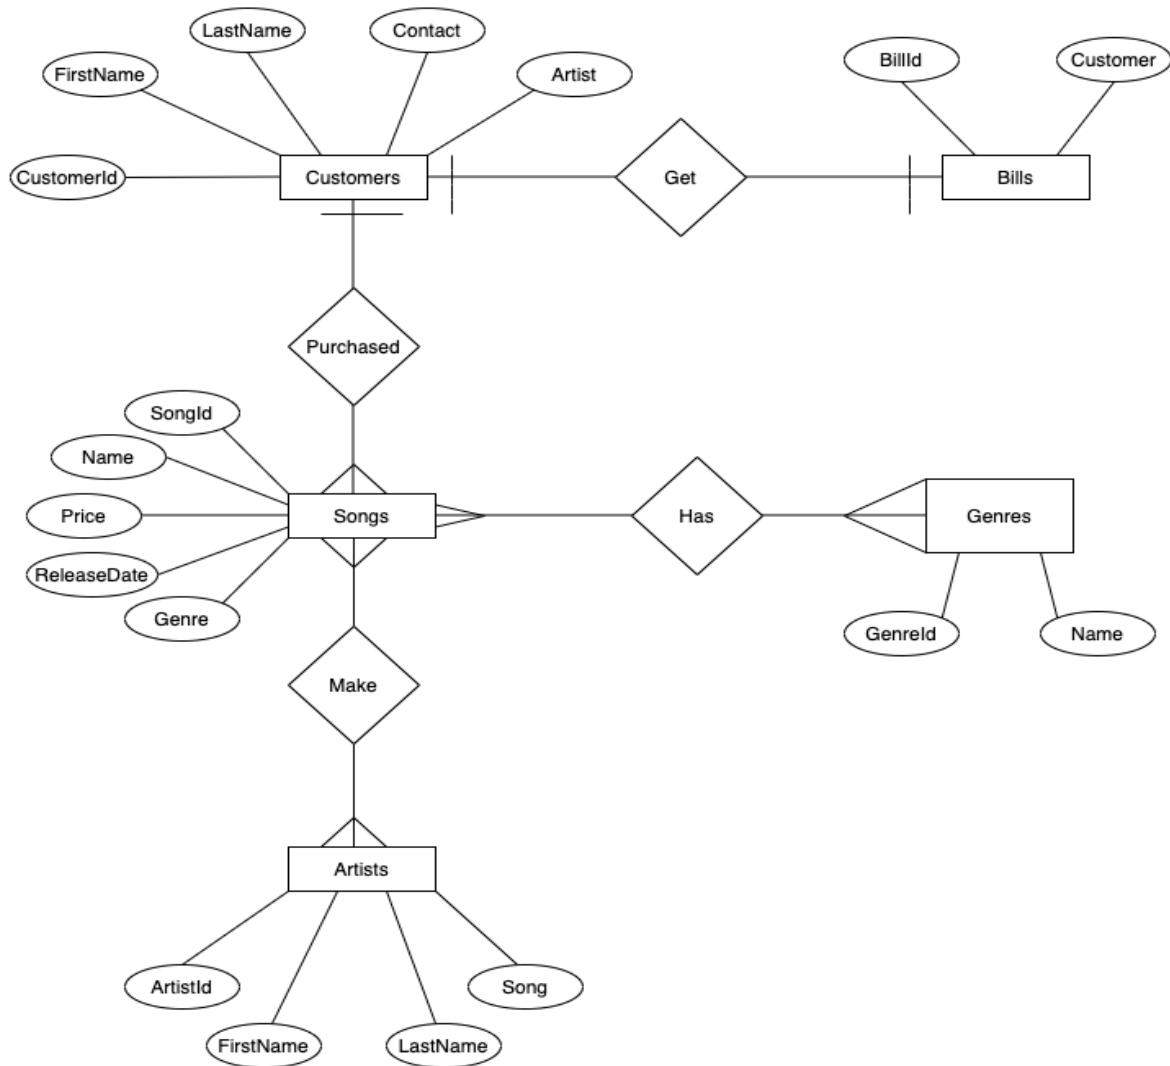 LastName
Contact
FirstName
Artist
BillId
Customer
CustomerId
Customers
Get
Bills
Purchased
SongId
Name
Price
Songs
Has
Genres
ReleaseDate
Genre
GenreId
Name
Make
Artists
ArtistId
Song
FirstName
LastName